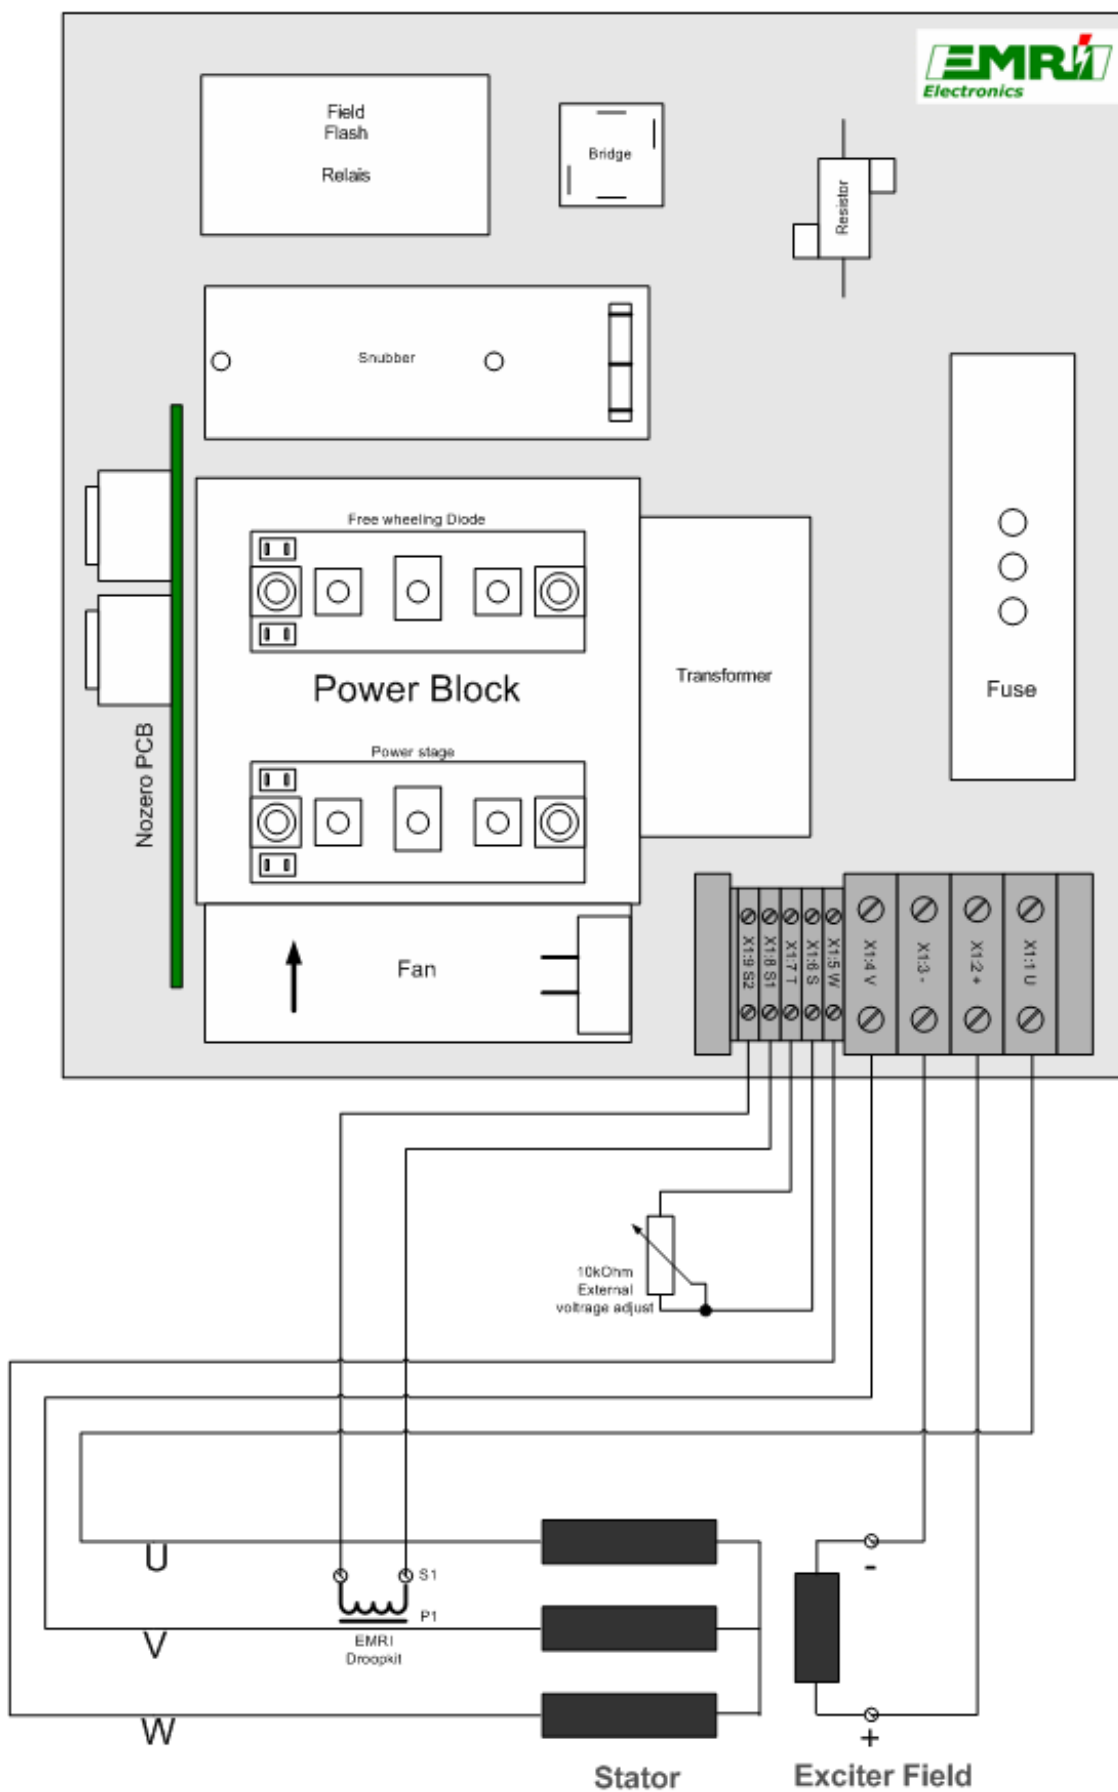 EMRI
Electronics
Field
Flash
Relais
Bridge
Resistor
Snubber
Free wheeling Diode
Power Block
Transformer
Fuse
Nozero PCB
Power stage
Fan
X1:9 S2
X1:8 S1
X1:7 T
X1:6 S
X1:5 W
X1:4 V
X1:3 -
X1:2 +
X1:1 U
10kOhm
External
voltrage adjust
U
S1
P1
-
V
EMRI
Droopkit
W
+
Stator
Exciter Field